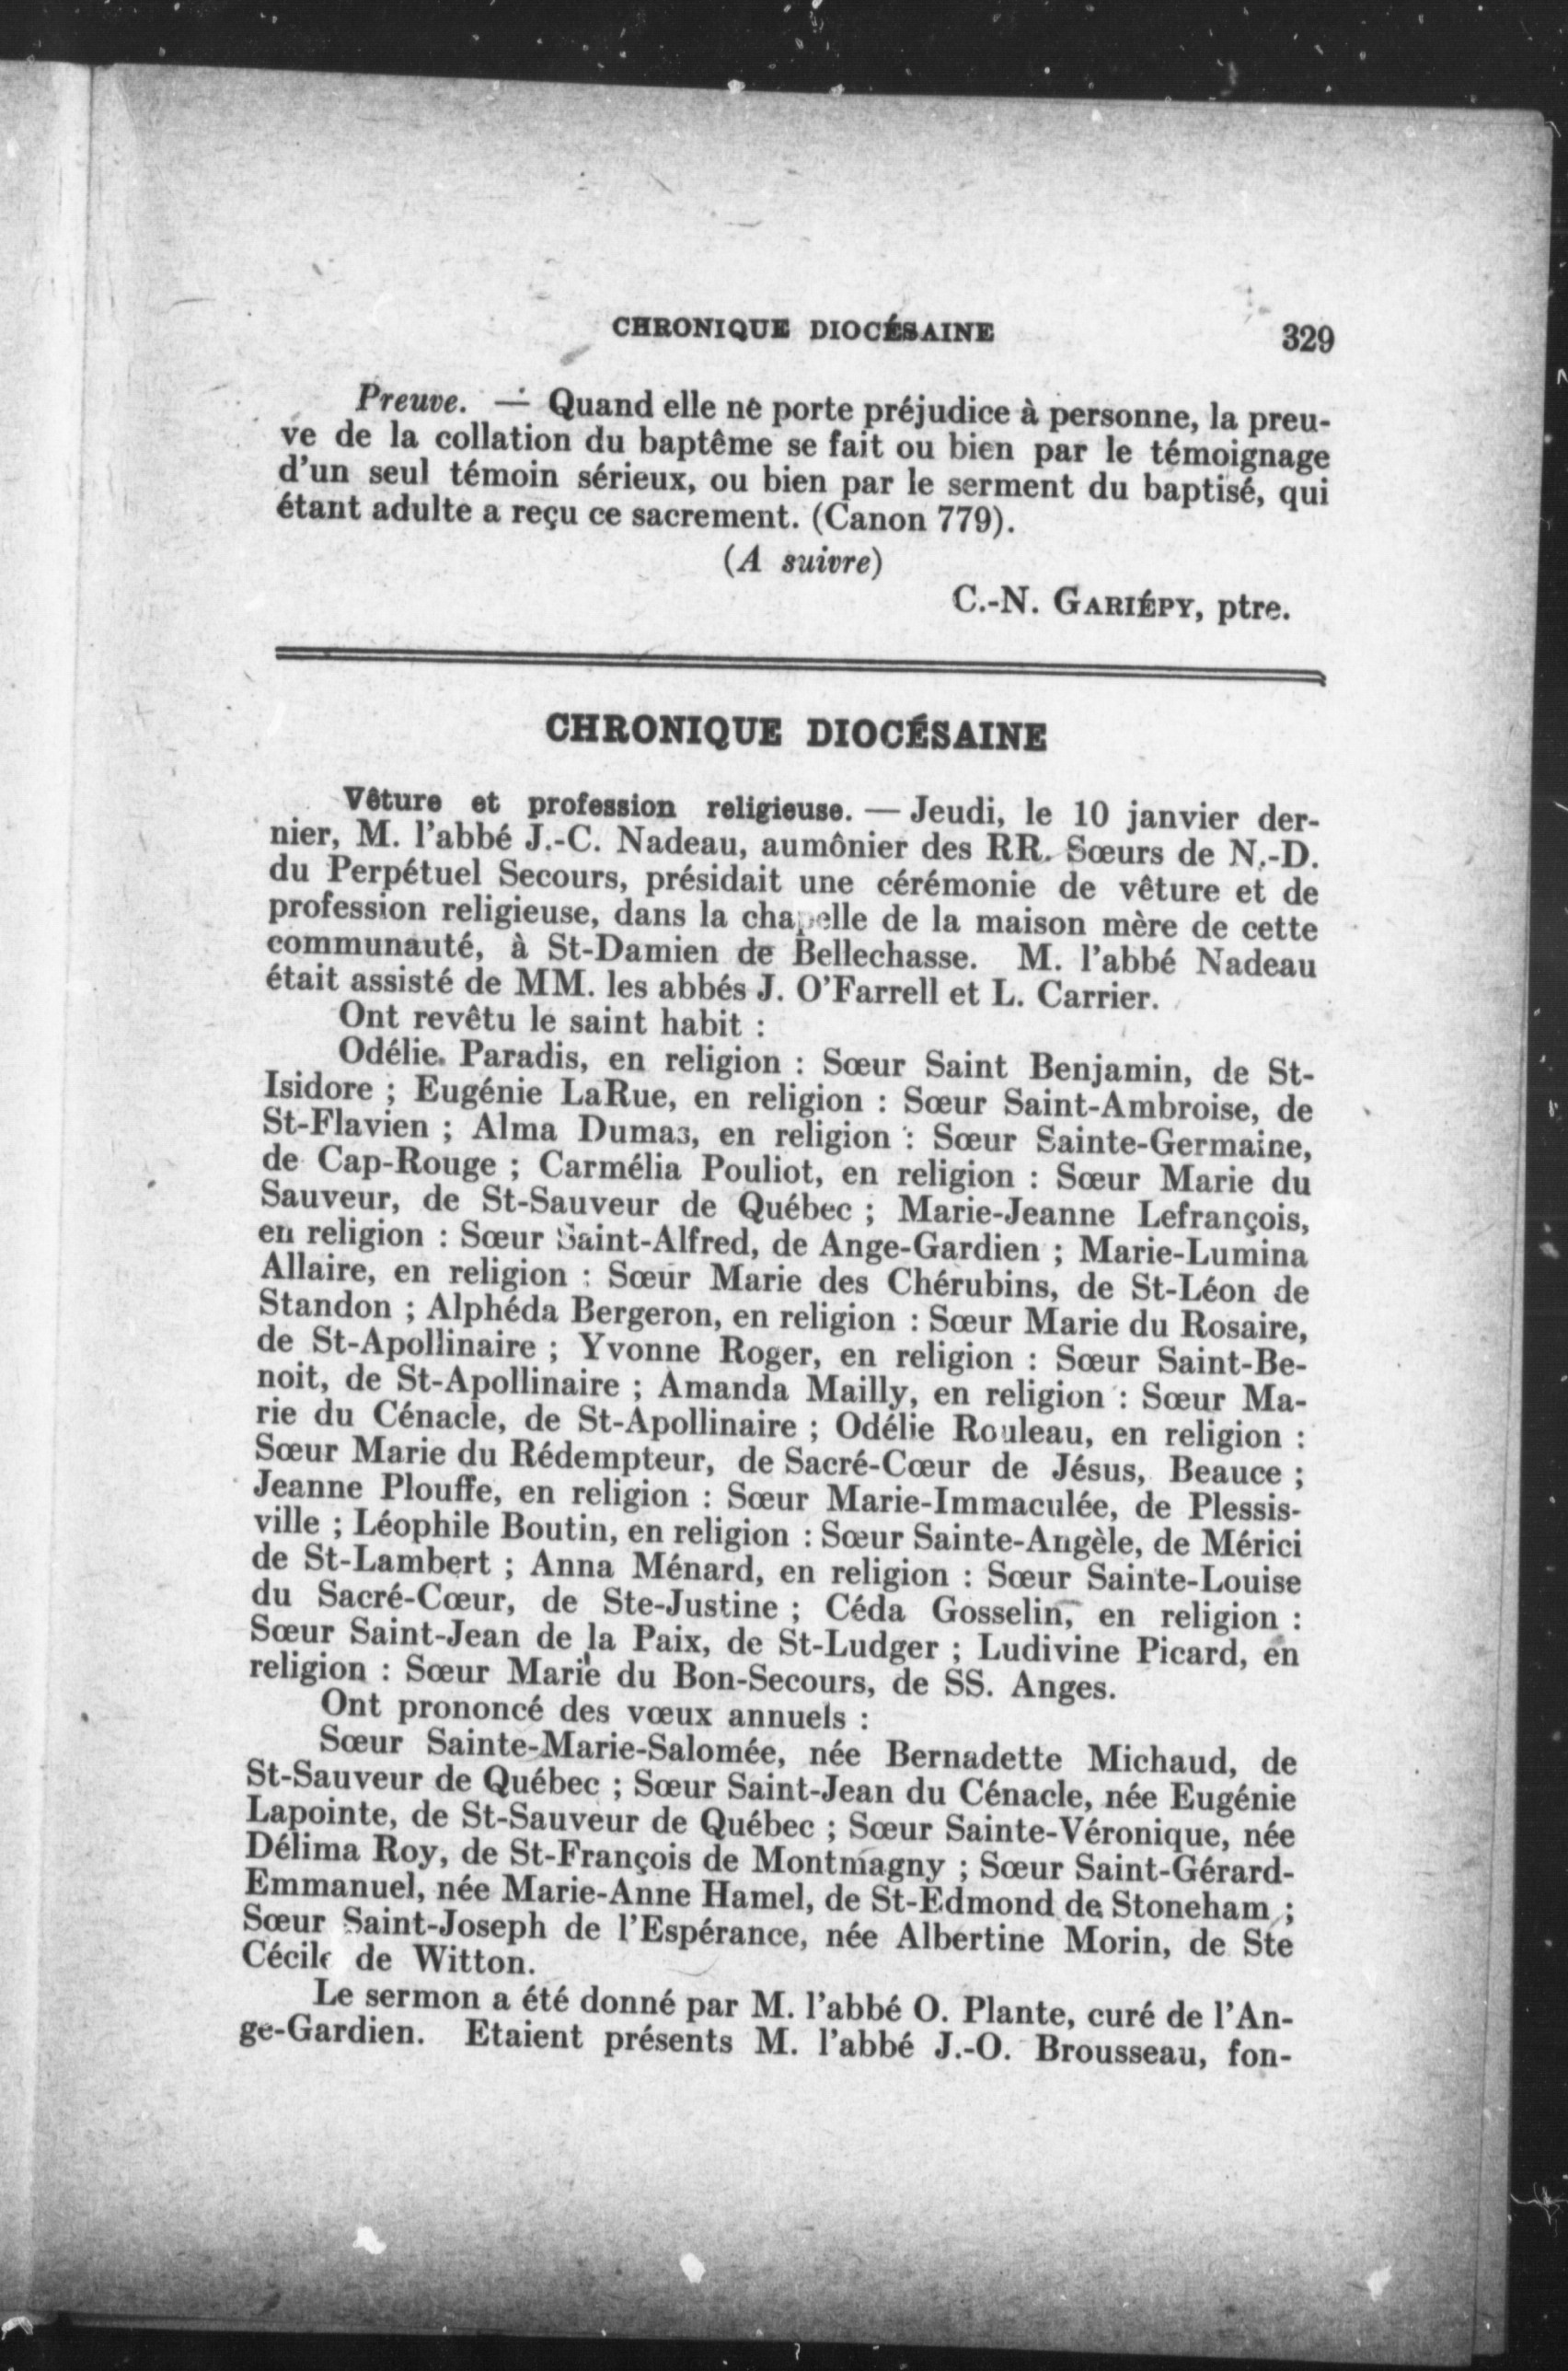 CHRONIQUE DIOCÉSAINE 329
Preuve. — Quand elle ne porte préjudice à personne, la preu-
ve de la collation du baptême se fait ou bien par le témoignage
d'un seul témoin sérieux, ou bien par le serment du baptisé, qui
étant adulte a reçu ce sacrement. (Canon 779).
(A suivre)
C.-N. GARIÉPY, ptre.
CHRONIQUE DIOCÉSAINE
Vêture et profession religieuse. — Jeudi, le 10 janvier der-
nier, M. l'abbé J.-C. Nadeau, aumônier des RR. Sœurs de N.-D.
du Perpétuel Secours, présidait une cérémonie de vêture et de
profession religieuse, dans la chapelle de la maison mère de cette
communauté, à St-Damien de Bellechasse. M. l'abbé Nadeau
était assisté de MM. les abbés J. O'Farrell et L. Carrier.
Ont revêtu le saint habit :
Odélie Paradis, en religion : Sœur Saint Benjamin, de St-
Isidore ; Eugénie LaRue, en religion : Sœur Saint-Ambroise, de
St-Flavien ; Alma Dumas, en religion : Sœur Sainte-Germaine,
de Cap-Rouge ; Carmélia Pouliot, en religion : Sœur Marie du
Sauveur, de St-Sauveur de Québec ; Marie-Jeanne Lefrançois,
en religion : Sœur Saint-Alfred, de Ange-Gardien ; Marie-Lumina
Allaire, en religion : Sœur Marie des Chérubins, de St-Léon de
Standon ; Alphéda Bergeron, en religion : Sœur Marie du Rosaire,
de St-Apollinaire ; Yvonne Roger, en religion : Sœur Saint-Be-
noit, de St-Apollinaire ; Amanda Mailly, en religion : Sœur Ma-
rie du Cénacle, de St-Apollinaire ; Odélie Rouleau, en religion :
Sœur Marie du Rédempteur, de Sacré-Cœur de Jésus, Beauce ;
Jeanne Plouffe, en religion : Sœur Marie-Immaculée, de Plessis-
ville ; Léophile Boutin, en religion : Sœur Sainte-Angèle, de Mérici
de St-Lambert ; Anna Ménard, en religion : Sœur Sainte-Louise
du Sacré-Cœur, de Ste-Justine ; Céda Gosselin, en religion :
Sœur Saint-Jean de la Paix, de St-Ludger ; Ludivine Picard, en
religion : Sœur Marie du Bon-Secours, de SS. Anges.
Ont prononcé des vœux annuels :
Sœur Sainte-Marie-Salomée, née Bernadette Michaud, de
St-Sauveur de Québec ; Sœur Saint-Jean du Cénacle, née Eugénie
Lapointe, de St-Sauveur de Québec ; Sœur Sainte-Véronique, née
Délima Roy, de St-François de Montmagny ; Sœur Saint-Gérard-
Emmanuel, née Marie-Anne Hamel, de St-Edmond de Stoneham ;
Sœur Saint-Joseph de l'Espérance, née Albertine Morin, de Ste
Cécile de Witton.
Le sermon a été donné par M. l'abbé O. Plante, curé de l'An-
ge-Gardien. Etaient présents M. l'abbé J.-O. Brousseau, fon-